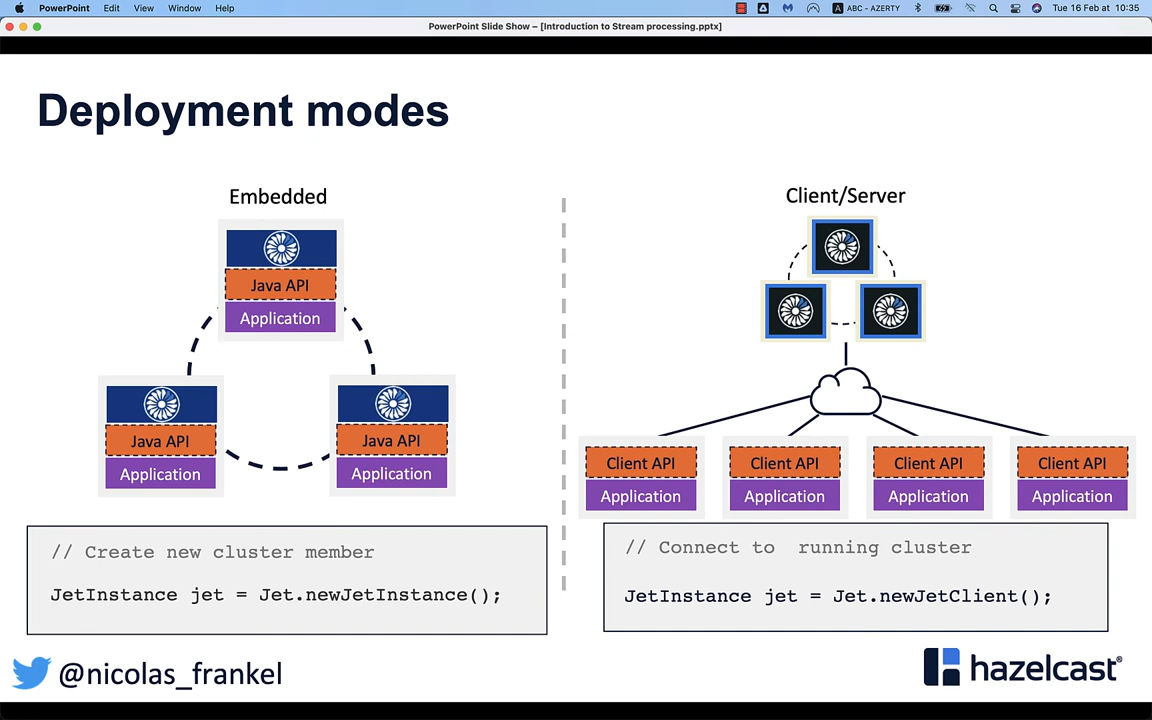 PowerPoint Edit View Window Help
ABC - AZERTY
Tue 16 Feb at 10:35
PowerPoint Slide Show – [Introduction to Stream processing.pptx]
Deployment modes
Embedded
Java API
Application
Java API
Application
Java API
Application
// Create new cluster member
JetInstance jet = Jet.newJetInstance();
Client/Server
Client API
Application
Client API
Application
Client API
Application
Client API
Application
// Connect to  running cluster
JetInstance jet = Jet.newJetClient();
@nicolas_frankel
hazelcast®